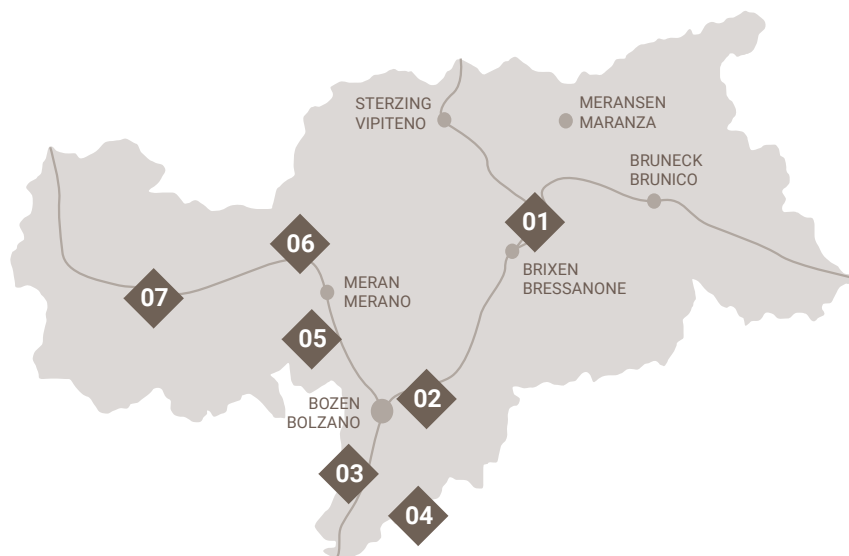 STERZING
VIPITENO
MERANSEN
MARANZA
BRUNECK
BRUNICO
01
06
BRIXEN
BRESSANONE
MERAN
MERANO
07
05
02
BOZEN
BOLZANO
03
04